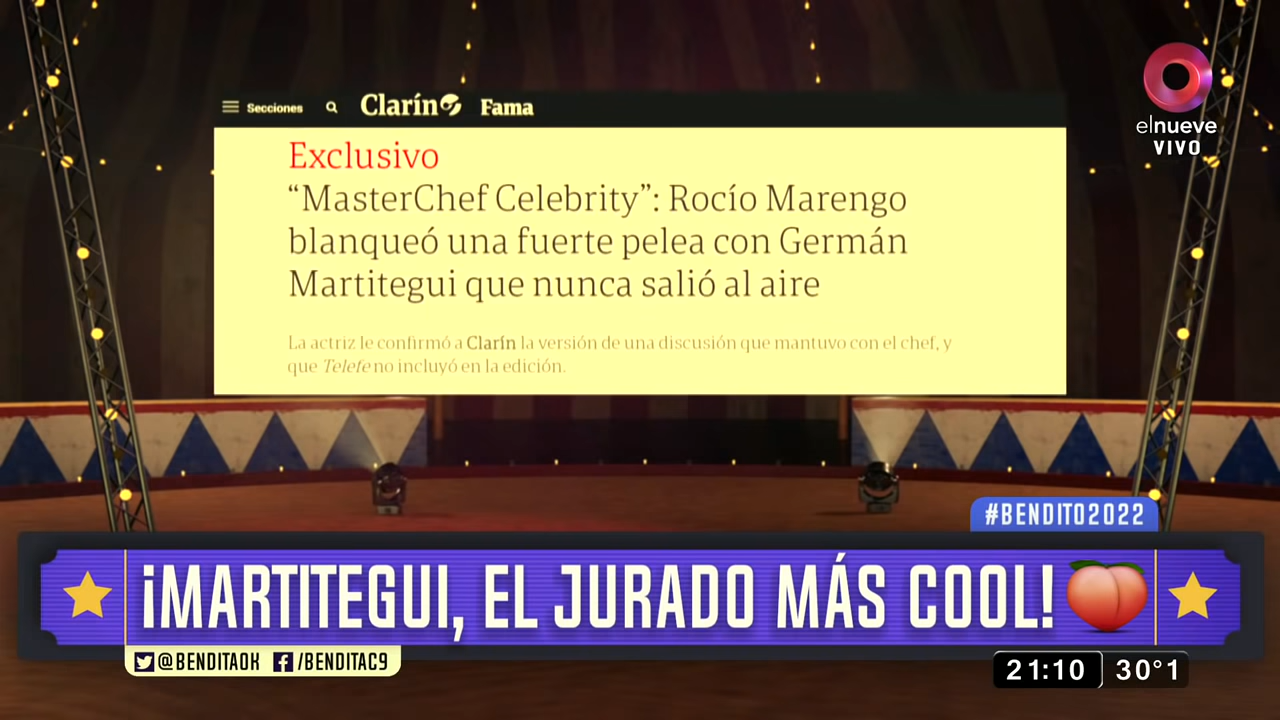 Secciones Clarín Fama
elnueve
VIVO
Exclusivo
“MasterChef Celebrity”: Rocío Marengo
blanqueó una fuerte pelea con Germán
Martitegui que nunca salió al aire
La actriz le confirmó a Clarín la versión de una discusión que mantuvo con el chef, y
que Telefe no incluyó en la edición.
#BENDITO2022
¡MARTITEGUI, EL JURADO MÁS COOL!
@BENDITAOK /BENDITAC9
21:10 30°1